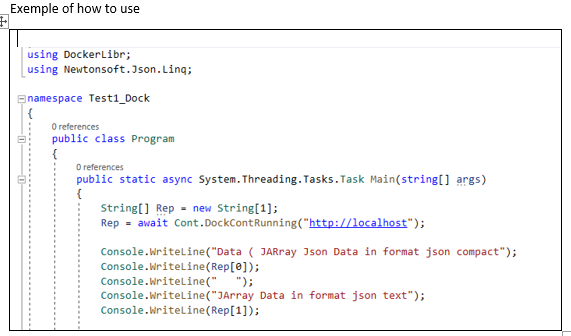 Exemple of how to use
using DockerLibr;
using Newtonsoft.Json.Linq;
namespace Test1_Dock
{
0 references
public class Program
{
0 references
public static async System.Threading.Tasks.Task Main(string[] args)
{
String[] Rep = new String[1];
Rep = await Cont.DockContRunning("http://localhost");
Console.WriteLine("Data ( JARray Json Data in format json compact");
Console.WriteLine(Rep[0]);
Console.WriteLine("   ");
Console.WriteLine("JArray Data in format json text");
Console.WriteLine(Rep[1]);